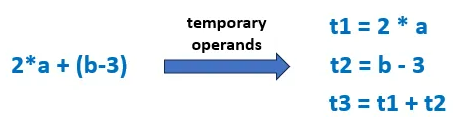 2*a + (b-3)
temporary
operands
t1 = 2 * a
t2 = b - 3
t3 = t1 + t2